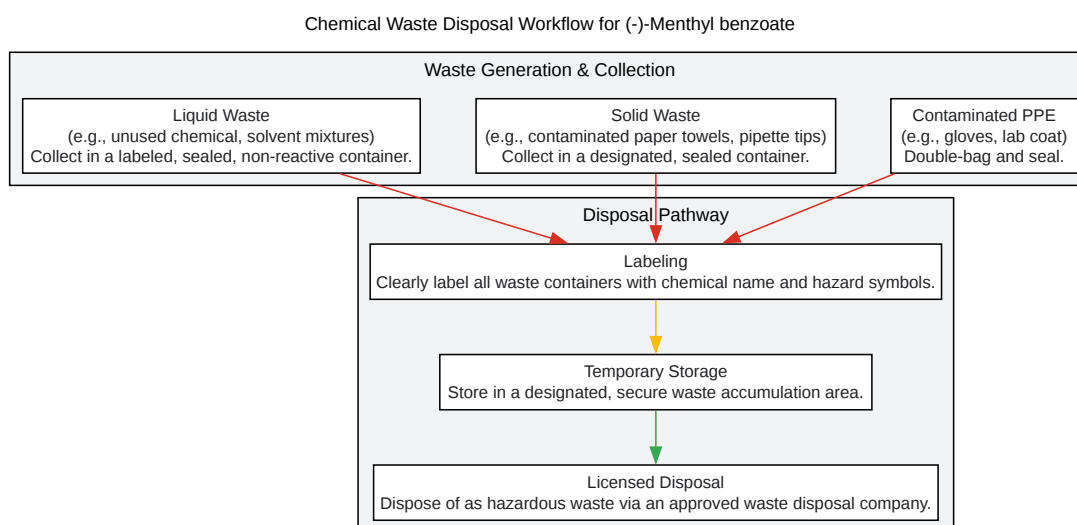 Chemical Waste Disposal Workflow for (-)-Menthyl benzoate
Waste Generation & Collection
Liquid Waste
(e.g., unused chemical, solvent mixtures)
Collect in a labeled, sealed, non-reactive container.
Solid Waste
(e.g., contaminated paper towels, pipette tips)
Collect in a designated, sealed container.
Contaminated PPE
(e.g., gloves, lab coat)
Double-bag and seal.
Disposal Pathway
Labeling
Clearly label all waste containers with chemical name and hazard symbols.
Temporary Storage
Store in a designated, secure waste accumulation area.
Licensed Disposal
Dispose of as hazardous waste via an approved waste disposal company.